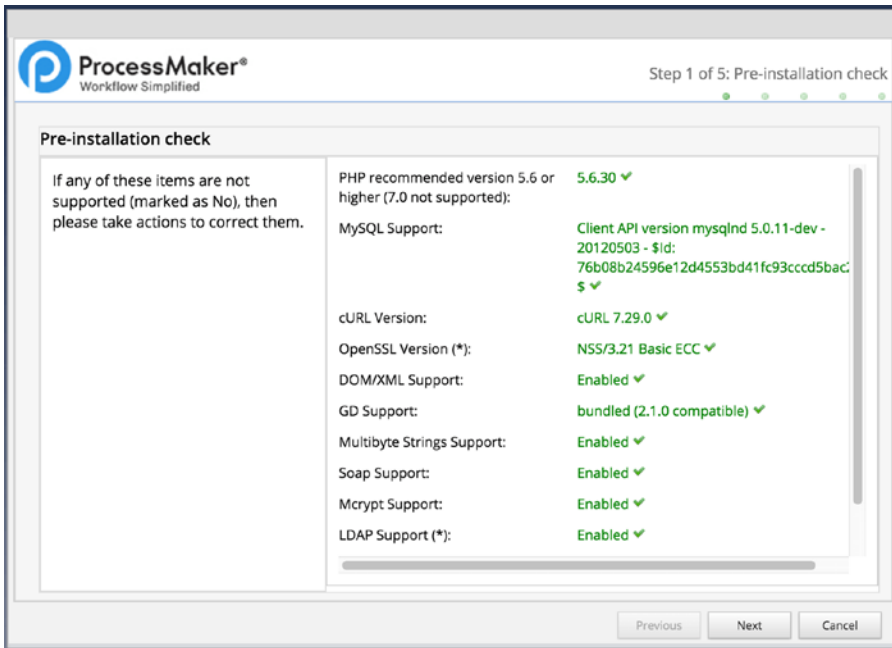 ProcessMaker®
Workflow Simplified
Step 1 of 5: Pre-installation check
Pre-installation check
If any of these items are not
supported (marked as No), then
please take actions to correct them.
PHP recommended version 5.6 or
higher (7.0 not supported):
5.6.30
MySQL Support:
Client API version mysqlnd 5.0.11-dev -
20120503 - $Id:
76b08b24596e12d4553bd41fc93cccd5bac2
$
cURL Version:
cURL 7.29.0
OpenSSL Version (*):
NSS/3.21 Basic ECC
DOM/XML Support:
Enabled
GD Support:
bundled (2.1.0 compatible)
Multibyte Strings Support:
Enabled
Soap Support:
Enabled
Mcrypt Support:
Enabled
LDAP Support (*):
Enabled
Previous
Next
Cancel